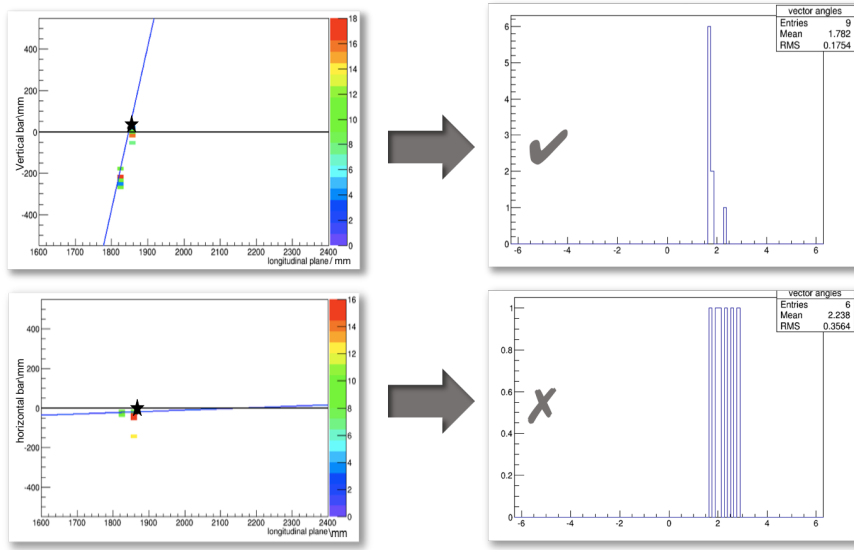 400
200
0
-200
-400
Vertical bar\mm
1600 1700 1800 1900 2000 2100 2200 2300 2400
longitudinal plane/ mm
18
16
14
12
10
8
6
4
2
0
vector angles
Entries 9
Mean 1.782
RMS 0.1754
6
5
4
3
2
1
0
-6 -4 -2 0 2 4 6
400
200
0
-200
-400
horizontal bar\mm
1600 1700 1800 1900 2000 2100 2200 2300 2400
longitudinal plane\mm
16
14
12
10
8
6
4
2
0
vector angles
Entries 6
Mean 2.238
RMS 0.3564
1
0.8
0.6
0.4
0.2
0
-6 -4 -2 0 2 4 6